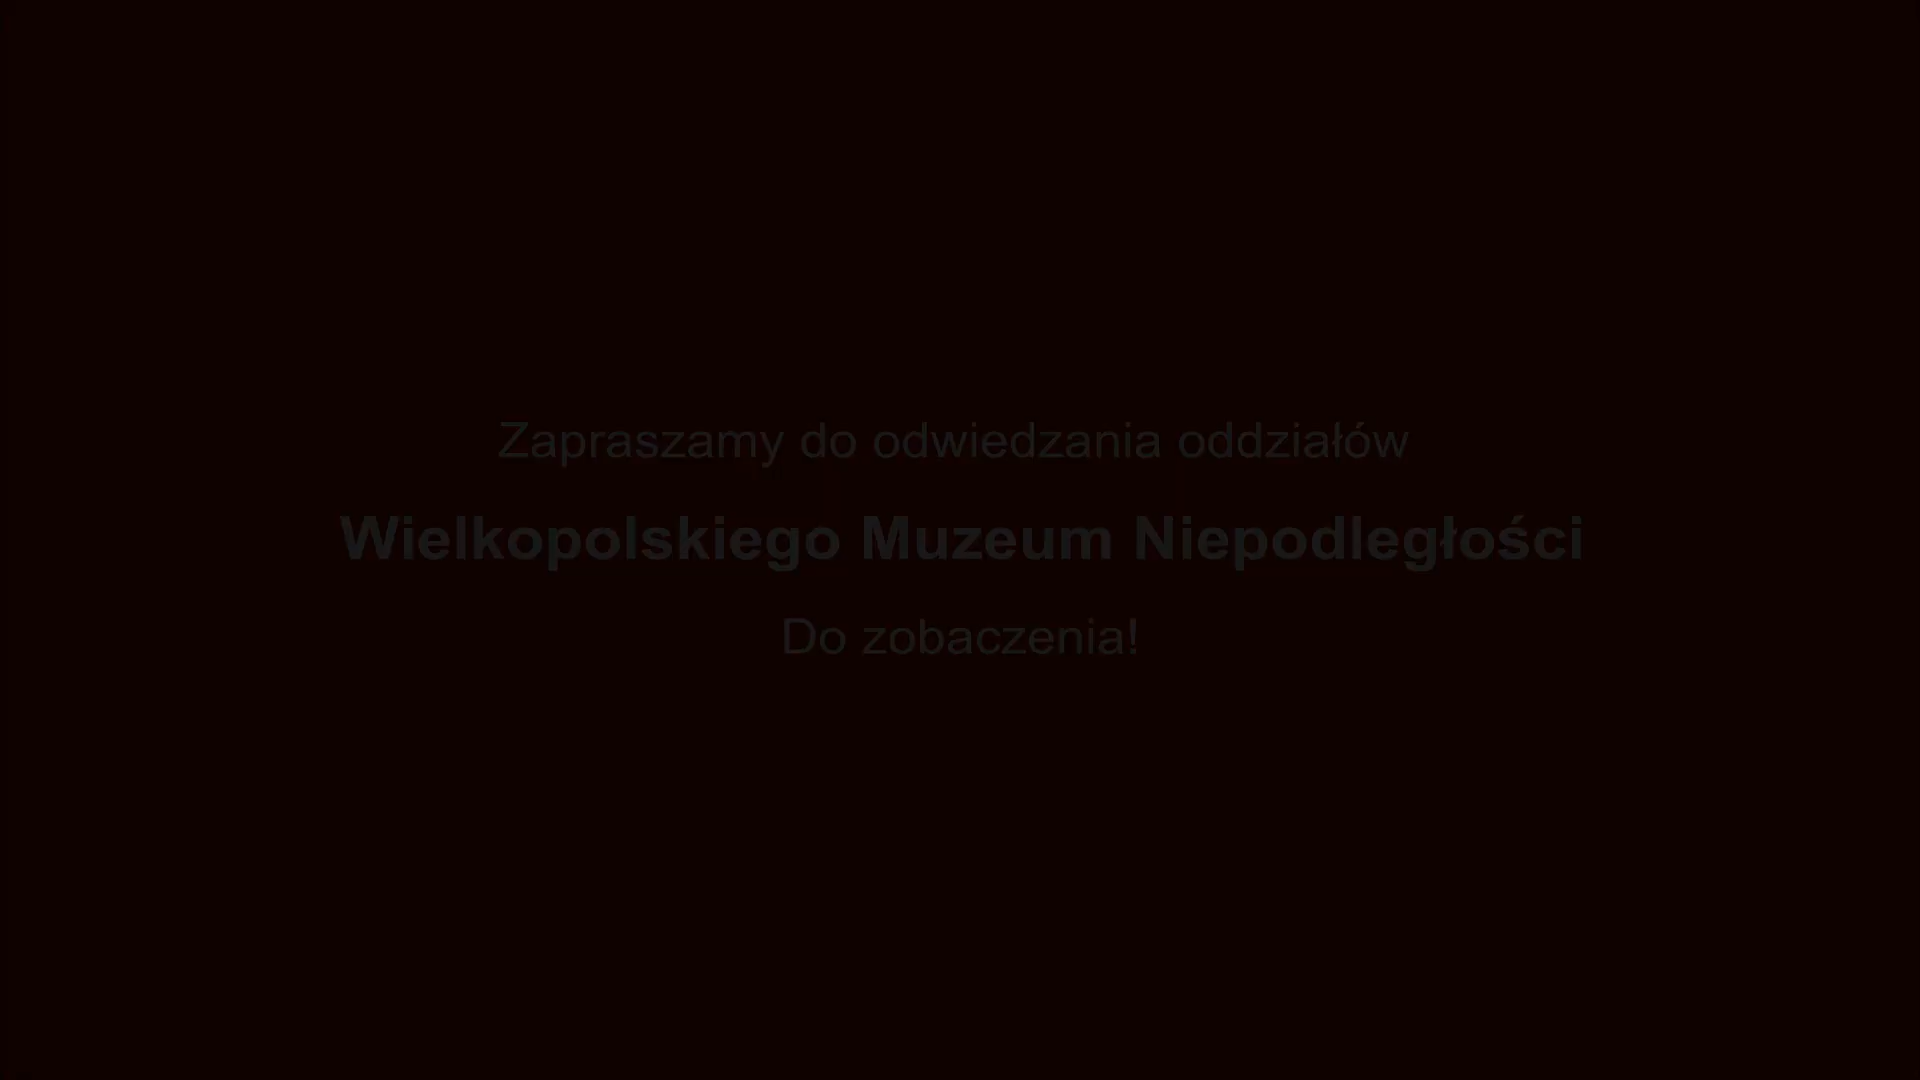 Zapraszamy do odwiedzania oddziałów
Wielkopolskiego Muzeum Niepodległości
Do zobaczenia!